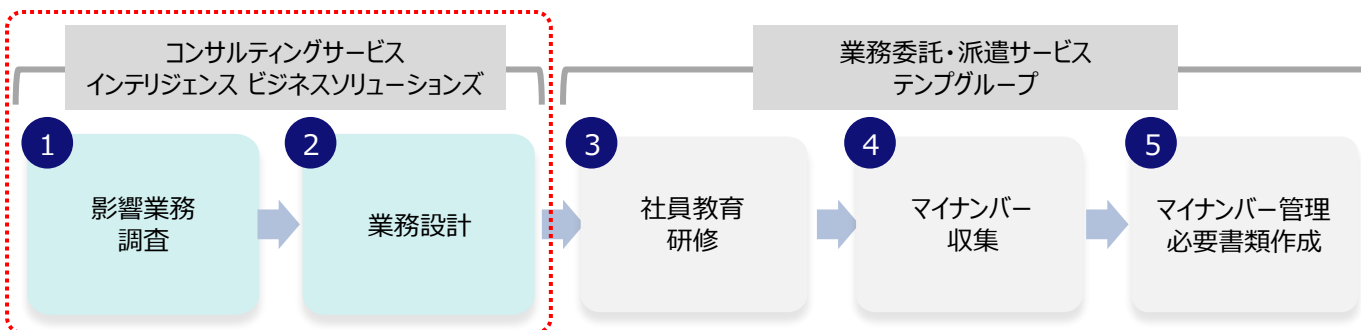 コンサルティングサービス
インテリジェンス ビジネスソリューションズ
業務委託・派遣サービス
テンプグループ
1
影響業務
調査
2
業務設計
3
社員教育
研修
4
マイナンバー
収集
5
マイナンバー管理
必要書類作成